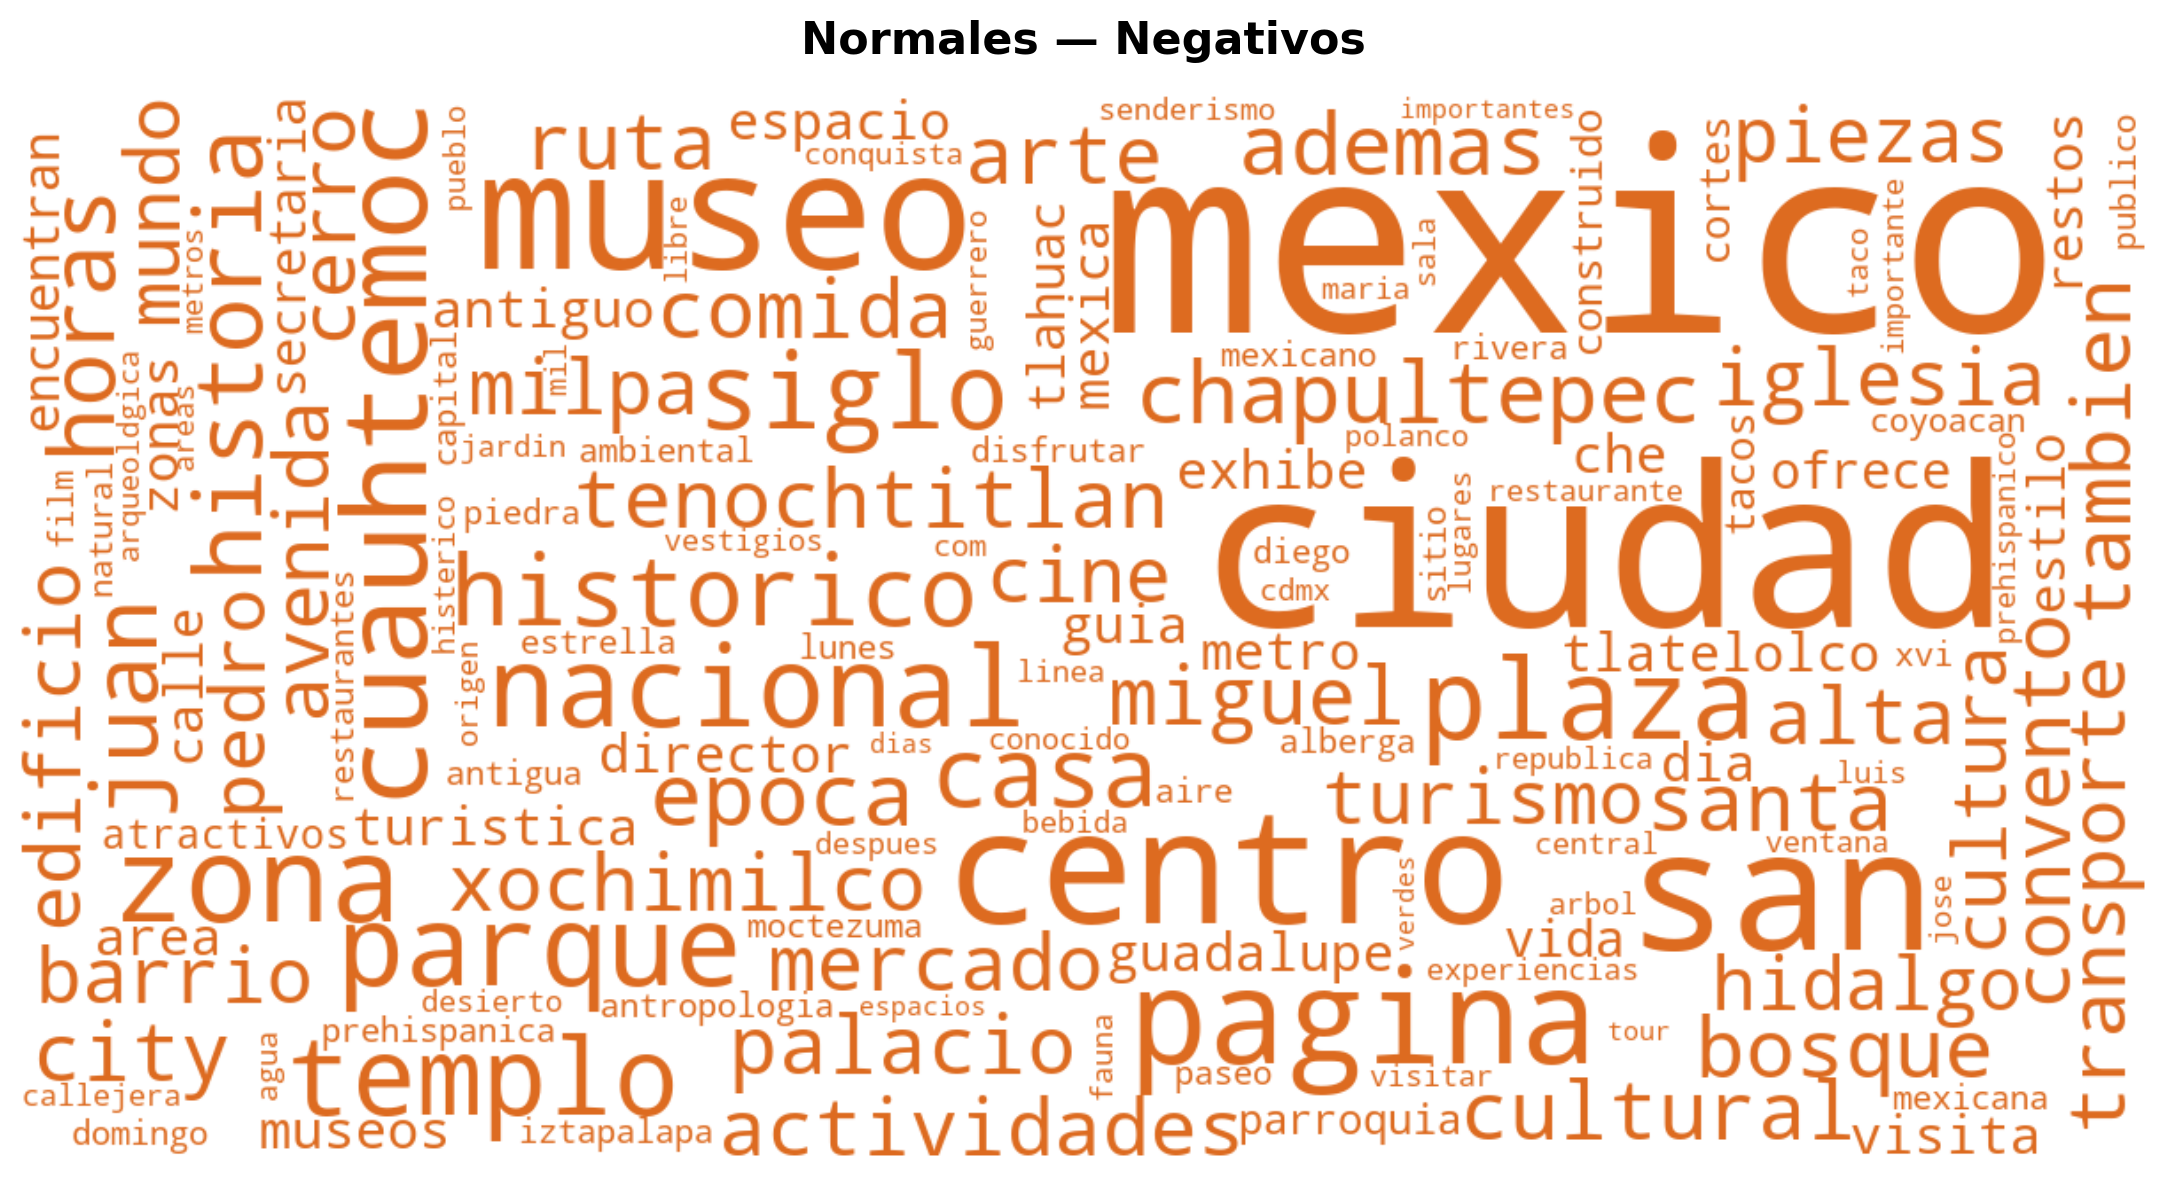 Normales — Negativos
senderismo
importantes
espacio
ruta
conquista
arte
ademas
piezas
museo
mexico
maria
antiguo
comida
mexicano
rivera
milpa
siglo
chapultepec
iglesia
coyoacan
jardin
ambiental
disfrutar
polanco
exhibe
che
ofrece
piedra
tenochtitlan
restaurante
ciudad
vestigios
com
diego
cdmx
historico
cine
guia
estrella
lunes
metro
tlatelolco
xvi
nacional
linea
miguel
plaza
alta
director
dias
conocido
alberga
republica
dia
luis
antigua
epoca
casa
aire
turismo
santa
atractivos
turistica
bebida
despues
central
ventana
zona
xochimilco
centro
san
arbol
area
parque
moctezuma
mercado
guadalupe
vida
experiencias
barrio
hidalgo
desierto
antropologia
espacios
pagina
city
prehispanica
palacio
tour
bosque
templo
paseo
visitar
callejera
mexicana
domingo
museos
iztapalapa
actividades
parroquia
cultural
visita
encuentran
horas
mundo
metros
historia
secretaria
cerro
cuauhtemoc
pueblo
libre
guerrero
tlahuac
mexica
sala
construido
cortes
taco
importante
restos
publico
film
natural
arqueoldgica
zonas
areas
avenida
capital
mil
histerico
tacos
sitio
lugares
prehispanico
estilo
tambien
edificio
juan
calle
pedro
restaurantes
origen
cultura
convento
transporte
verdes
jose
agua
fauna